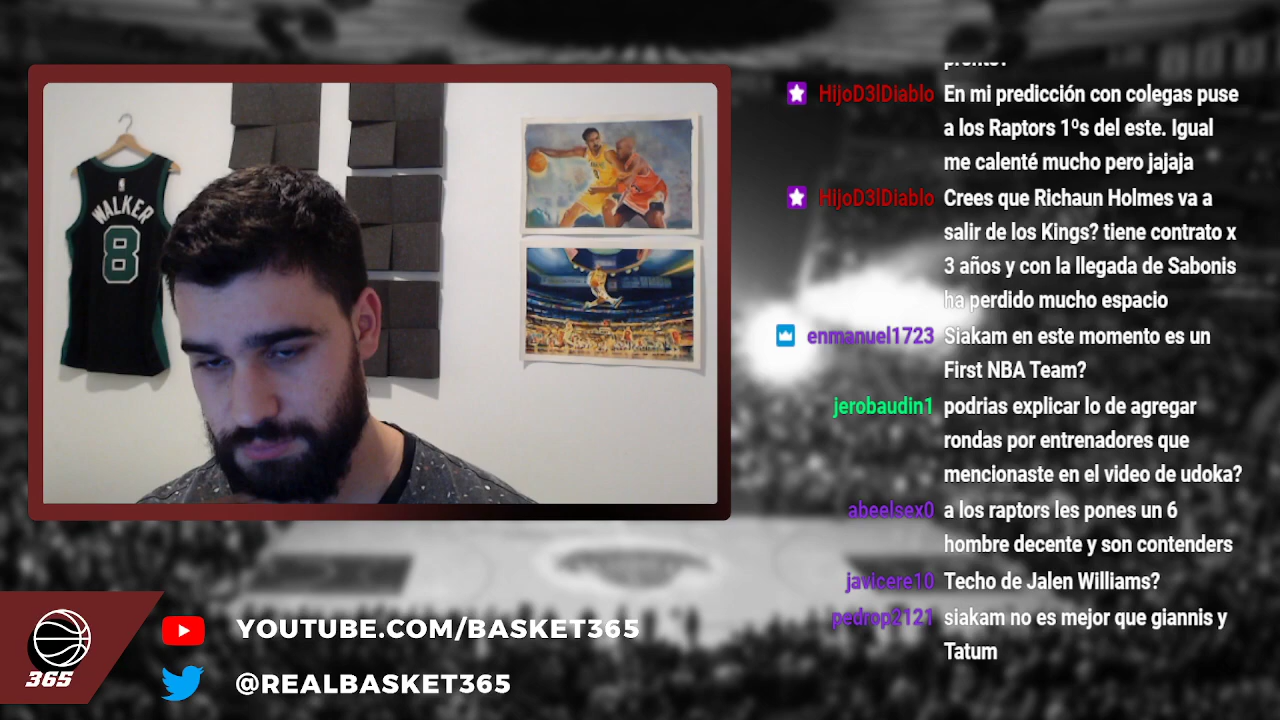 WALKER
8
HijoD3lDiablo En mi predicción con colegas puse
a los Raptors 1ºs del este. Igual
me calenté mucho pero jajaja
HijoD3lDiablo Crees que Richaun Holmes va a
salir de los Kings? tiene contrato x
3 años y con la llegada de Sabonis
ha perdido mucho espacio
enmanuel1723 Siakam en este momento es un
First NBA Team?
jerobaudin1 podrias explicar lo de agregar
rondas por entrenadores que
mencionaste en el video de udoka?
abeelsex0 a los raptors les pones un 6
hombre decente y son contenders
javicere10 Techo de Jalen Williams?
pedrop2121 siakam no es mejor que giannis y
Tatum
365
YOUTUBE.COM/BASKET365
@REALBASKET365